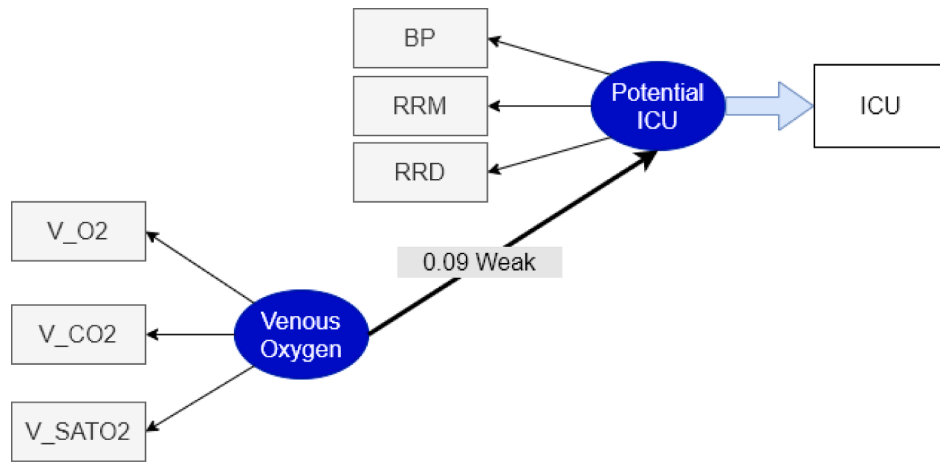 BP
RRM
RRD
Potential
ICU
ICU
V_O2
V_CO2
V_SATO2
Venous
Oxygen
0.09 Weak